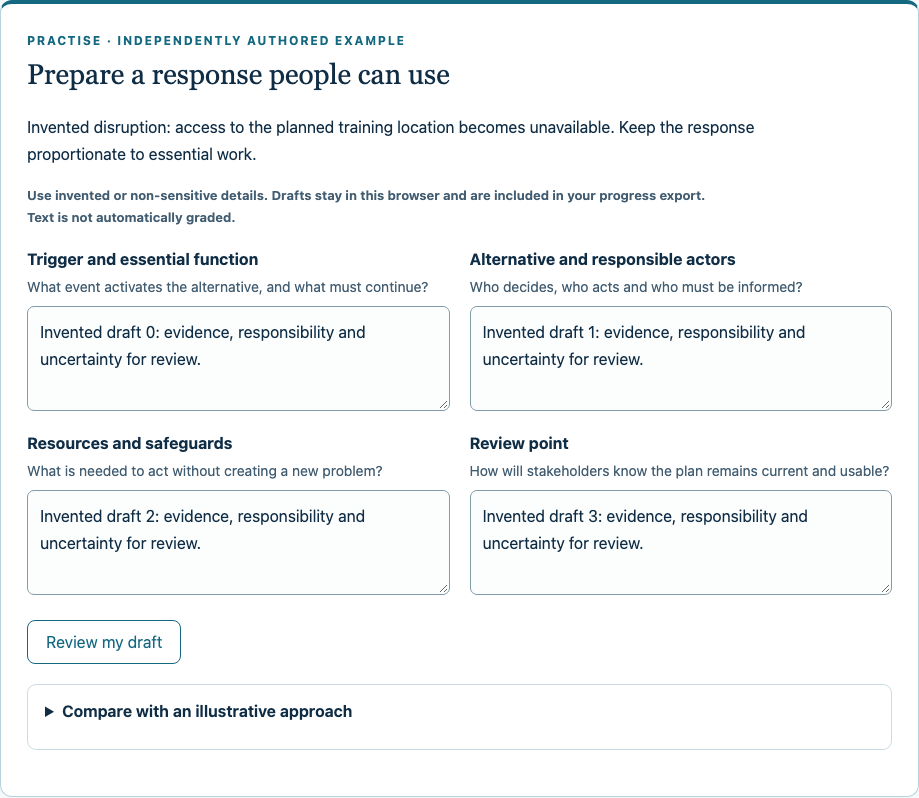 PRACTISE · INDEPENDENTLY AUTHORED EXAMPLE
Prepare a response people can use
Invented disruption: access to the planned training location becomes unavailable. Keep the response
proportionate to essential work.
Use invented or non-sensitive details. Drafts stay in this browser and are included in your progress export.
Text is not automatically graded.
Trigger and essential function
What event activates the alternative, and what must continue?
Invented draft 0: evidence, responsibility and
uncertainty for review.
Alternative and responsible actors
Who decides, who acts and who must be informed?
Invented draft 1: evidence, responsibility and
uncertainty for review.
Resources and safeguards
What is needed to act without creating a new problem?
Invented draft 2: evidence, responsibility and
uncertainty for review.
Review point
How will stakeholders know the plan remains current and usable?
Invented draft 3: evidence, responsibility and
uncertainty for review.
Review my draft
Compare with an illustrative approach